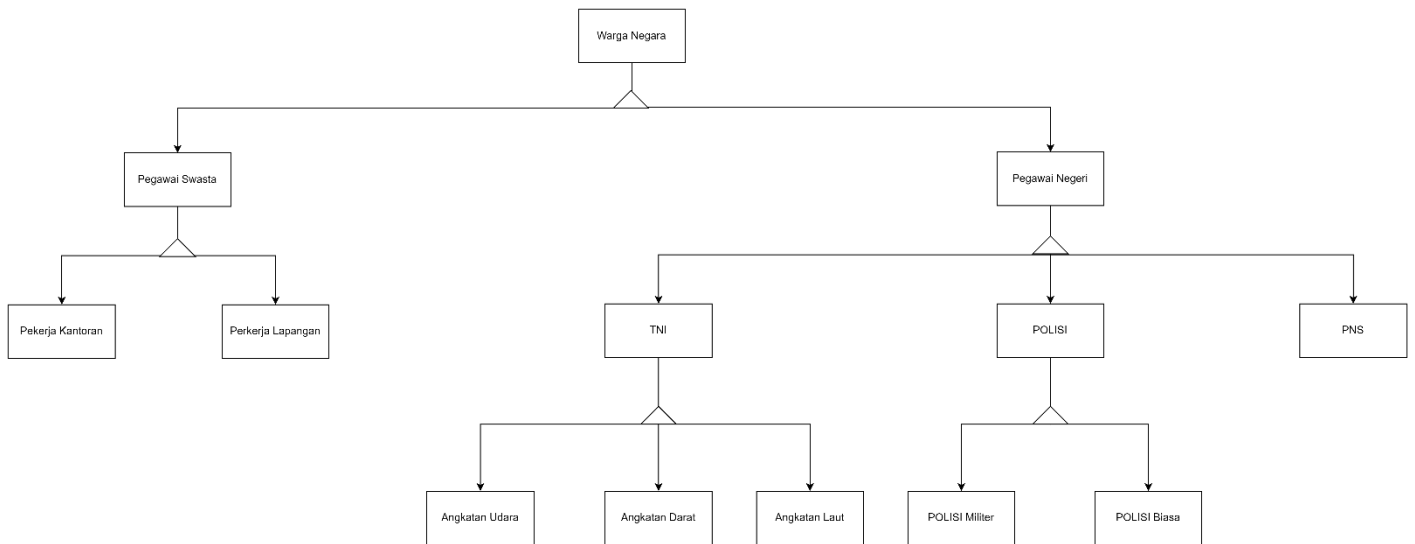 Warga Negara
Pegawai Swasta
Pegawai Negeri
Pekerja Kantoran
Perkerja Lapangan
TNI
POLISI
PNS
Angkatan Udara
Angkatan Darat
Angkatan Laut
POLISI Militer
POLISI Biasa